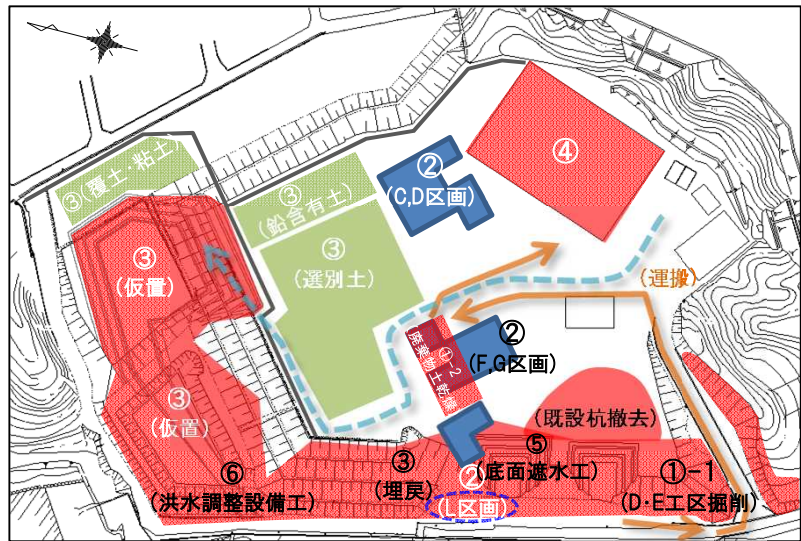 ③(覆土・粘土)
③
(鉛含有土)
②
(C,D区画)
④
③
(仮置)
③
(選別土)
(運搬)
①-2
(廃棄物土乾燥)
②
(F,G区画)
③
(仮置)
(既設杭撤去)
⑥
(洪水調整設備工)
③
(埋戻)
②
(L区画)
⑤
(底面遮水工)
①-1
(D・E工区掘削)